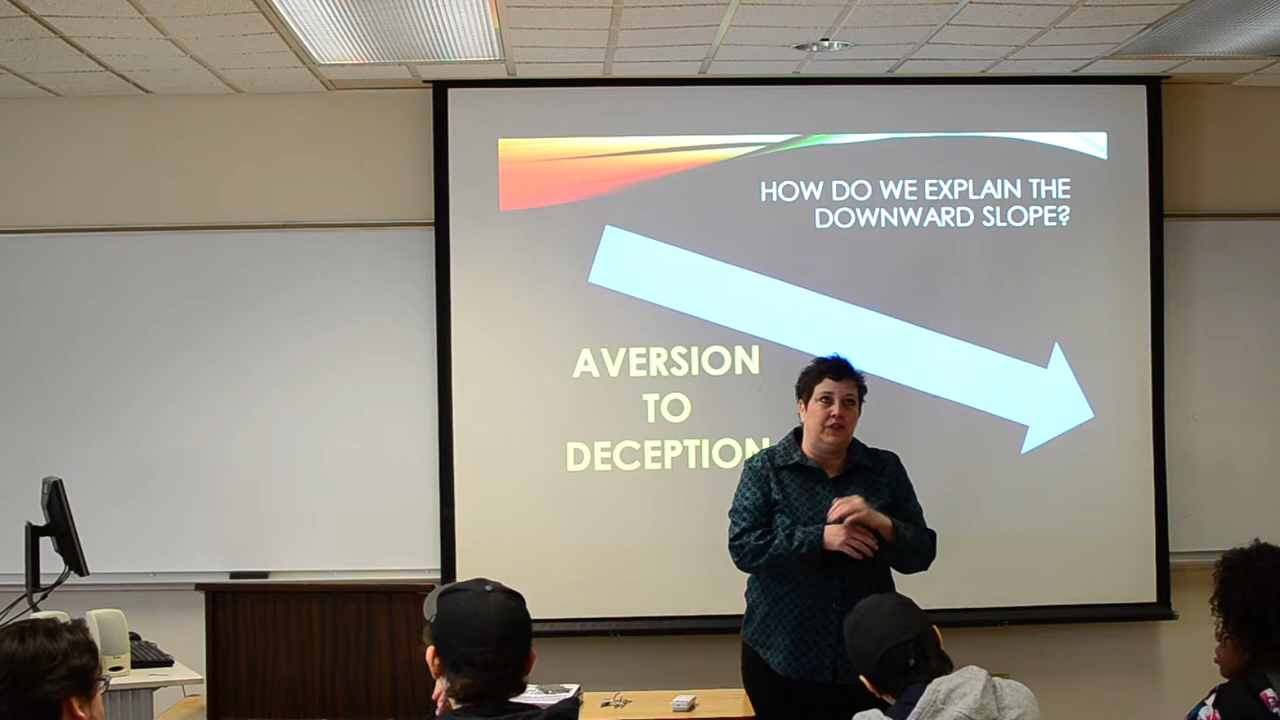 HOW DO WE EXPLAIN THE
DOWNWARD SLOPE?
AVERSION
TO
DECEPTION